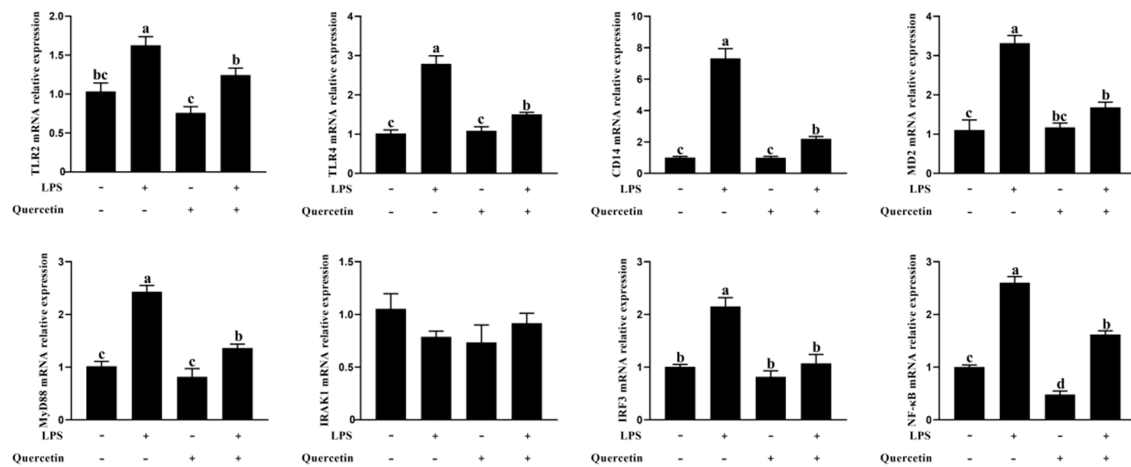 TLR2 mRNA relative expression
2.0
1.5
1.0
0.5
0.0
bc
a
c
b
LPS - + - +
Quercetin - - + +
TLR4 mRNA relative expression
4
3
2
1
0
c
a
c
b
LPS - + - +
Quercetin - - + +
CD14 mRNA relative expression
10
8
6
4
2
0
c
a
c
b
LPS - + - +
Quercetin - - + +
MD2 mRNA relative expression
4
3
2
1
0
c
a
bc
b
LPS - + - +
Quercetin - - + +
MyD88 mRNA relative expression
3
2
1
0
c
a
c
b
LPS - + - +
Quercetin - - + +
IRAK1 mRNA relative expression
1.5
1.0
0.5
0.0
LPS - + - +
Quercetin - - + +
IRF3 mRNA relative expression
3
2
1
0
b
a
b
b
LPS - + - +
Quercetin - - + +
NF-κB mRNA relative expression
3
2
1
0
c
a
d
b
LPS - + - +
Quercetin - - + +